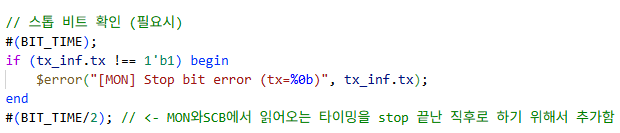 // 스톱 비트 확인 (필요시)
#(BIT_TIME);
if (tx_inf.tx !== 1'b1) begin
    $error("[MON] Stop bit error (tx=%0b)", tx_inf.tx);
end
#(BIT_TIME/2); // <- MON와SCB에서 읽어오는 타이밍을 stop 끝난 직후로 하기 위해서 추가함